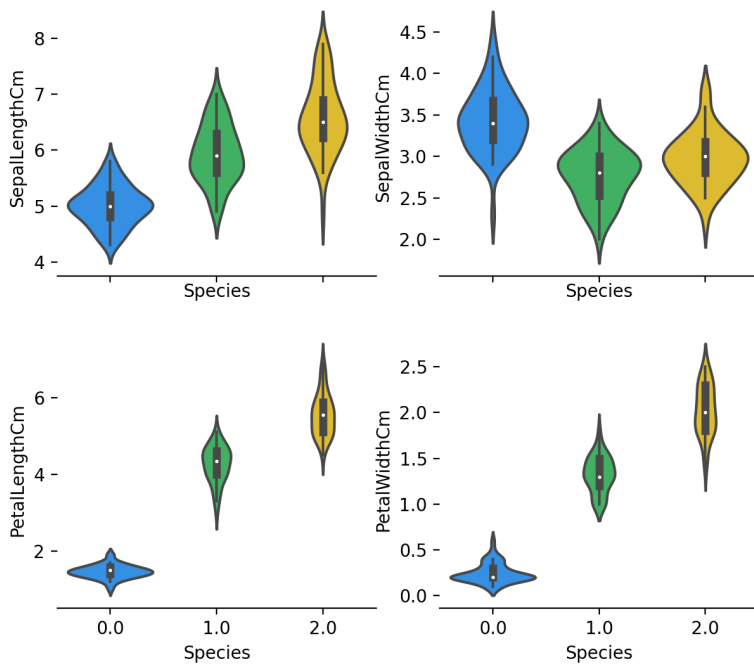 SepalLengthCm
8
7
6
5
4
Species
SepalWidthCm
4.5
4.0
3.5
3.0
2.5
2.0
Species
PetalLengthCm
6
4
2
0.0 1.0 2.0
Species
PetalWidthCm
2.5
2.0
1.5
1.0
0.5
0.0
0.0 1.0 2.0
Species